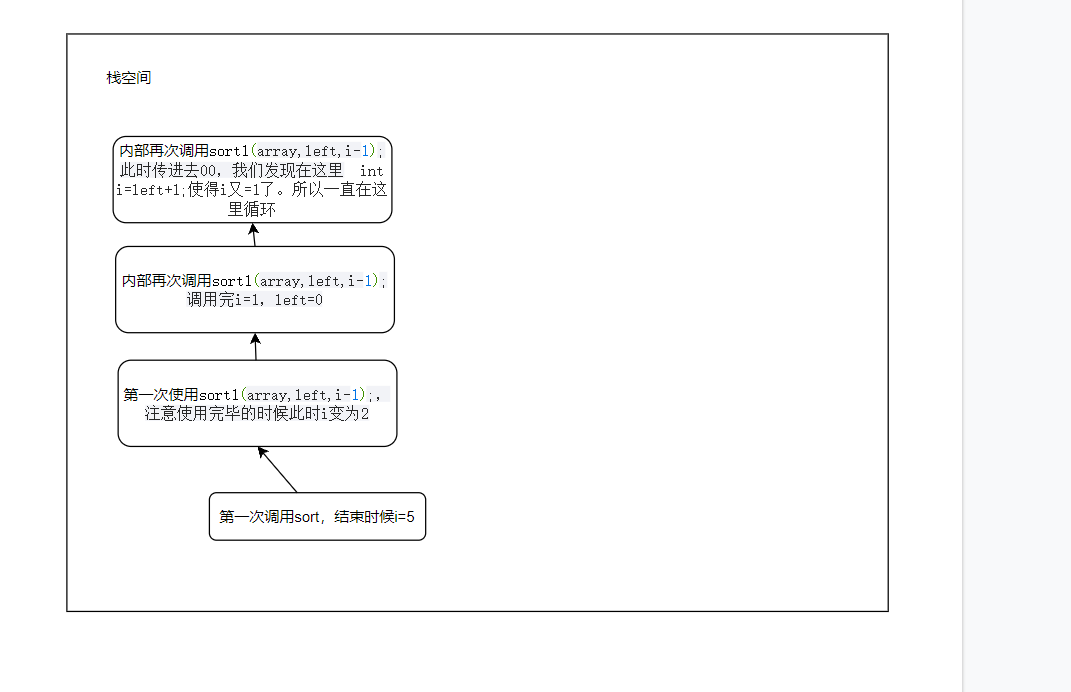 栈空间
内部再次调用sort1(array,left,i-1);
此时传进去00，我们发现在这里 int
i=left+1;使得i又=1了。所以一直在这
里循环
内部再次调用sort1(array,left,i-1);
调用完i=1，left=0
第一次使用sort1(array,left,i-1);，
注意使用完毕的时候此时i变为2
第一次调用sort，结束时候i=5